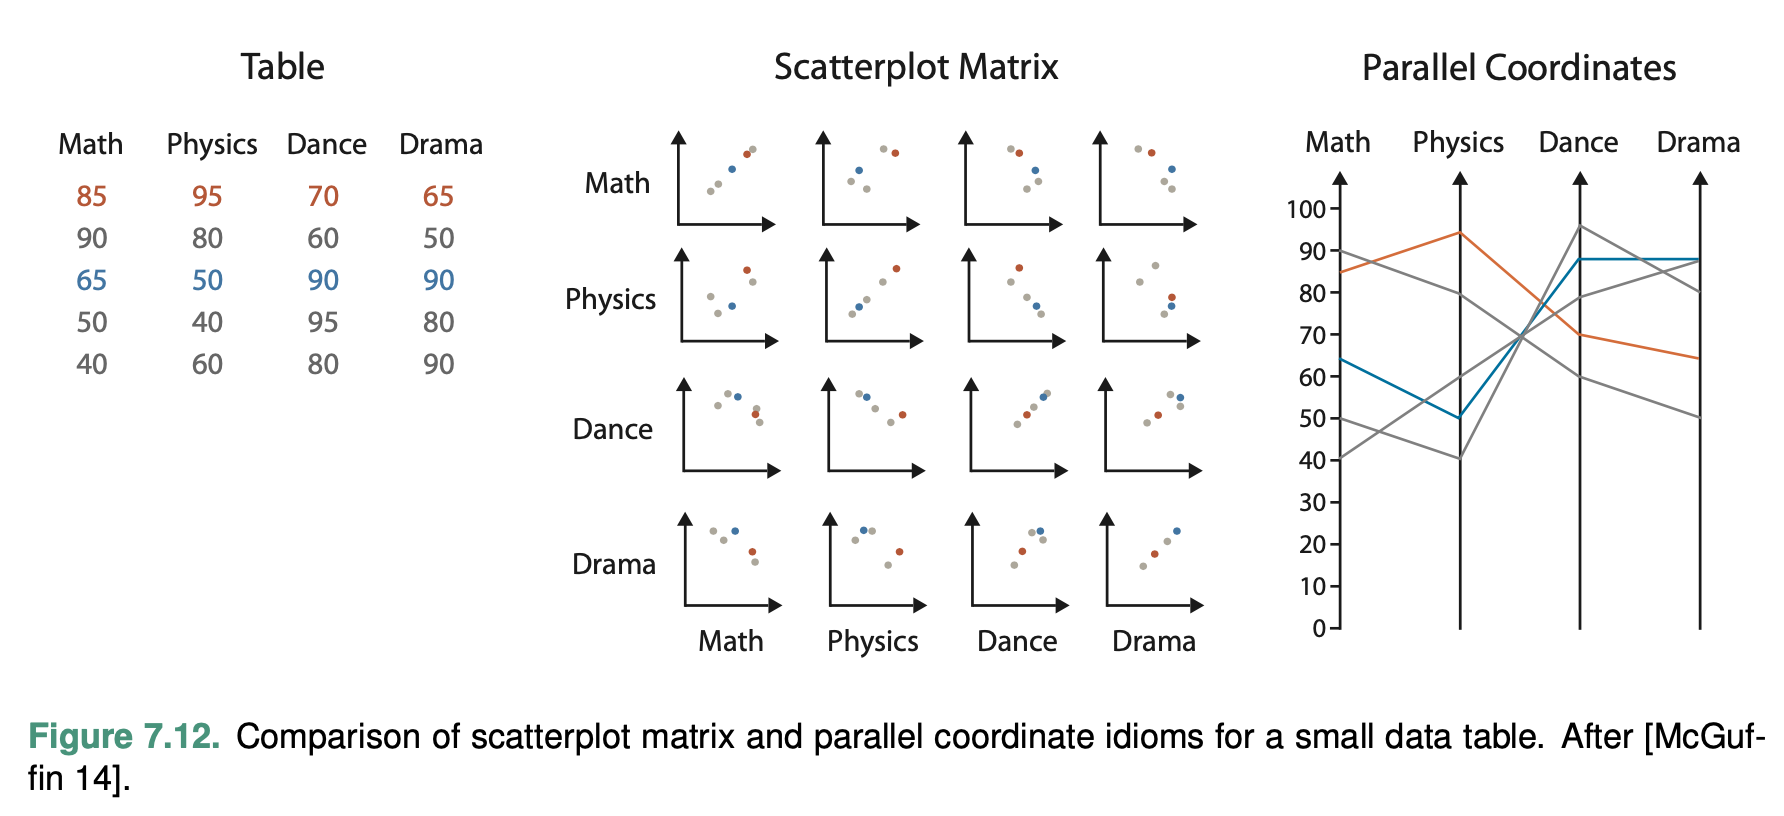 Table
Math Physics Dance Drama
85 95 70 65
90 80 60 50
65 50 90 90
50 40 95 80
40 60 80 90
Scatterplot Matrix
Math
Physics
Dance
Drama
Math Physics Dance Drama
Parallel Coordinates
Math Physics Dance Drama
100
90
80
70
60
50
40
30
20
10
0
Figure 7.12. Comparison of scatterplot matrix and parallel coordinate idioms for a small data table. After [McGuf-
fin 14].